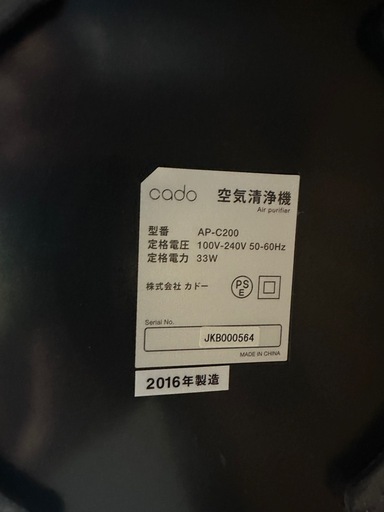 cado 空気清浄機
Air purifier
型番 AP-C200
定格電圧 100V-240V 50-60Hz
定格電力 33W
株式会社 カドー PSE
Serial No.
JKB000564
MADE IN CHINA
2016年製造